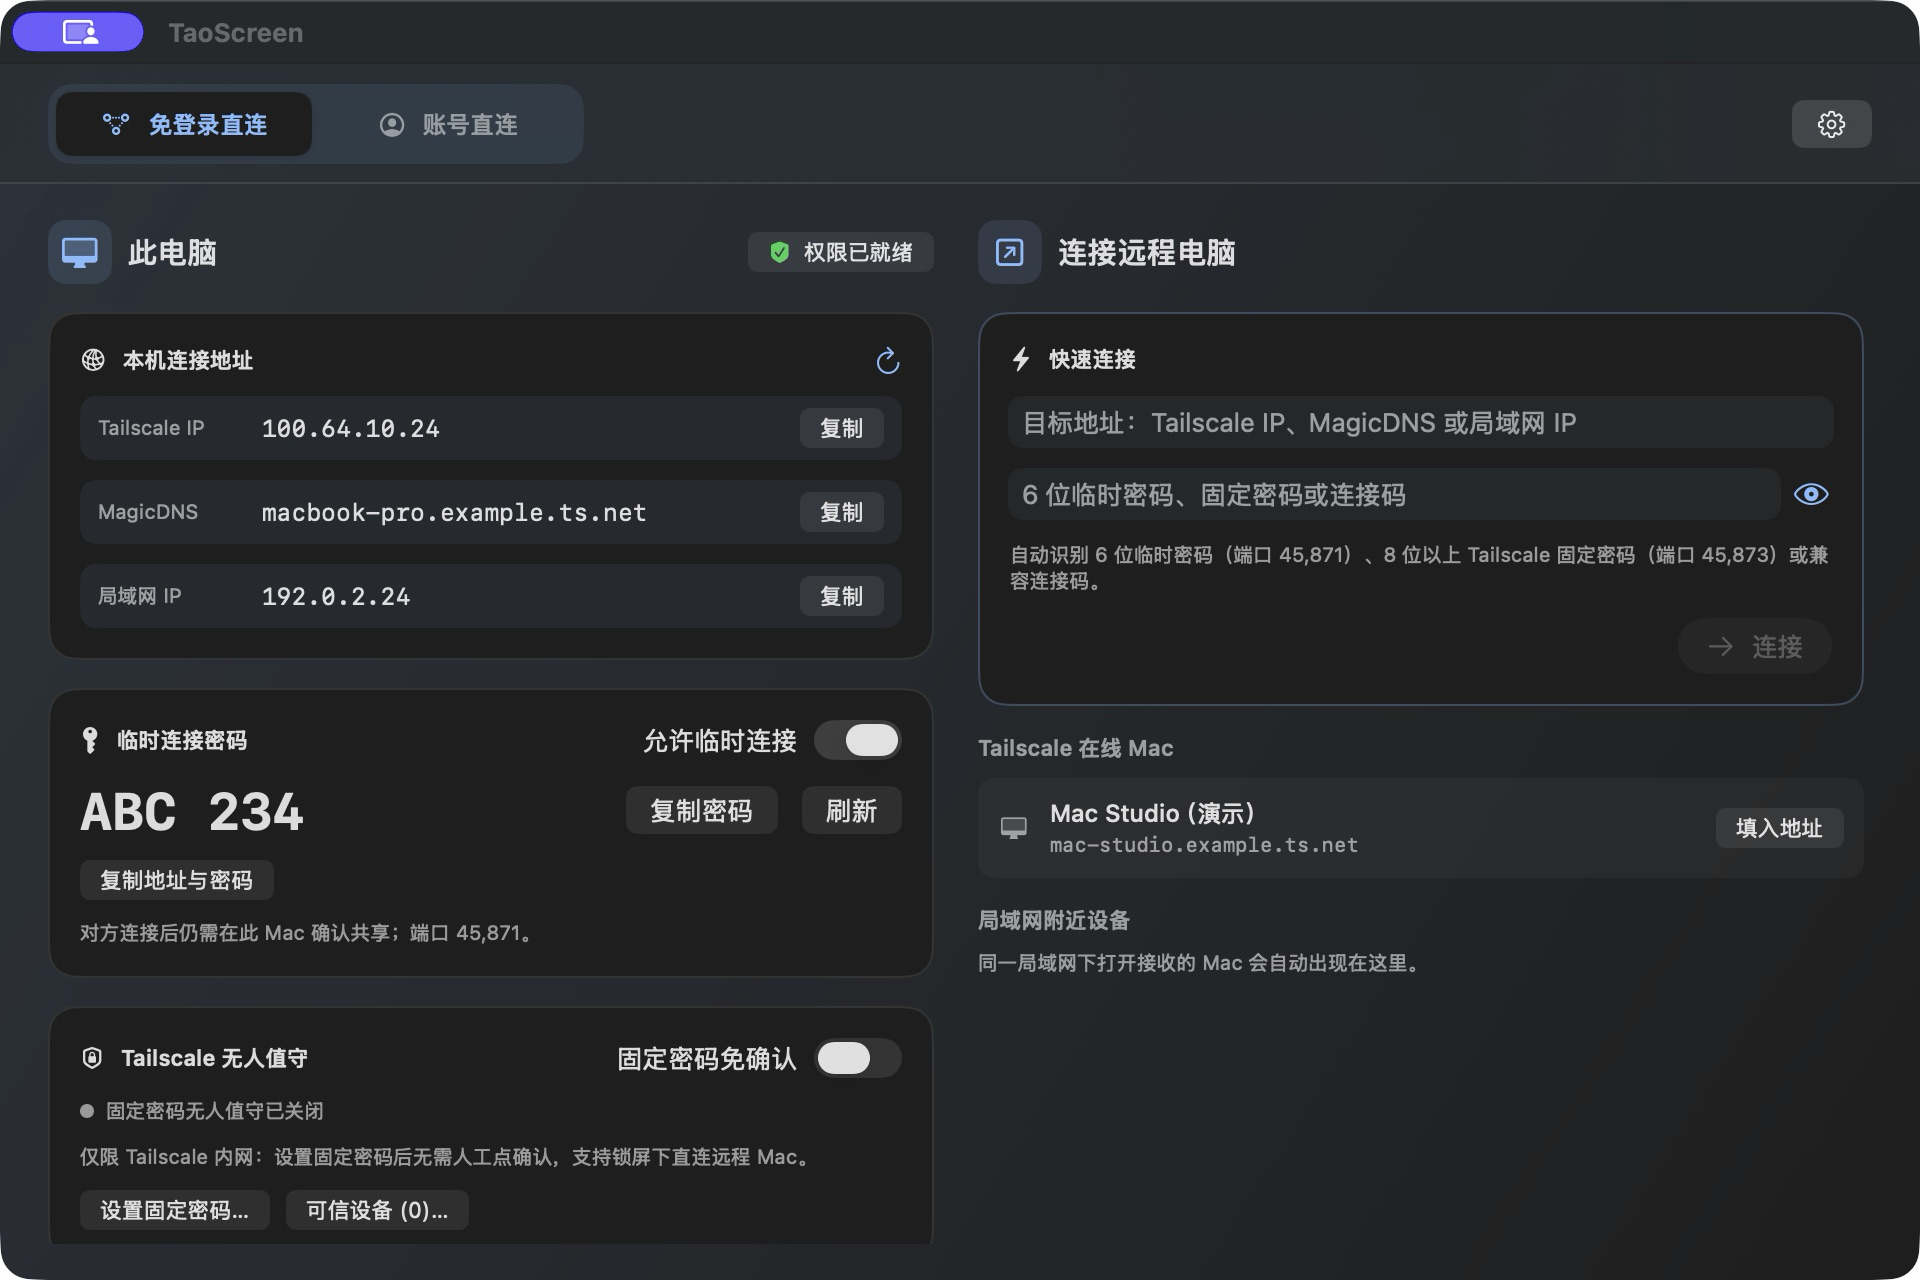 TaoScreen
免登录直连
账号直连
此电脑
权限已就绪
本机连接地址
Tailscale IP
100.64.10.24
复制
MagicDNS
macbook-pro.example.ts.net
复制
局域网 IP
192.0.2.24
复制
临时连接密码
允许临时连接
ABC 234
复制密码
刷新
复制地址与密码
对方连接后仍需在此 Mac 确认共享；端口 45,871。
Tailscale 无人值守
固定密码免确认
固定密码无人值守已关闭
仅限 Tailscale 内网：设置固定密码后无需人工点确认，支持锁屏下直连远程 Mac。
设置固定密码...
可信设备 (0)...
连接远程电脑
快速连接
目标地址：Tailscale IP、MagicDNS 或局域网 IP
6 位临时密码、固定密码或连接码
自动识别 6 位临时密码（端口 45,871）、8 位以上 Tailscale 固定密码（端口 45,873）或兼
容连接码。
连接
Tailscale 在线 Mac
Mac Studio (演示)
mac-studio.example.ts.net
填入地址
局域网附近设备
同一局域网下打开接收的 Mac 会自动出现在这里。